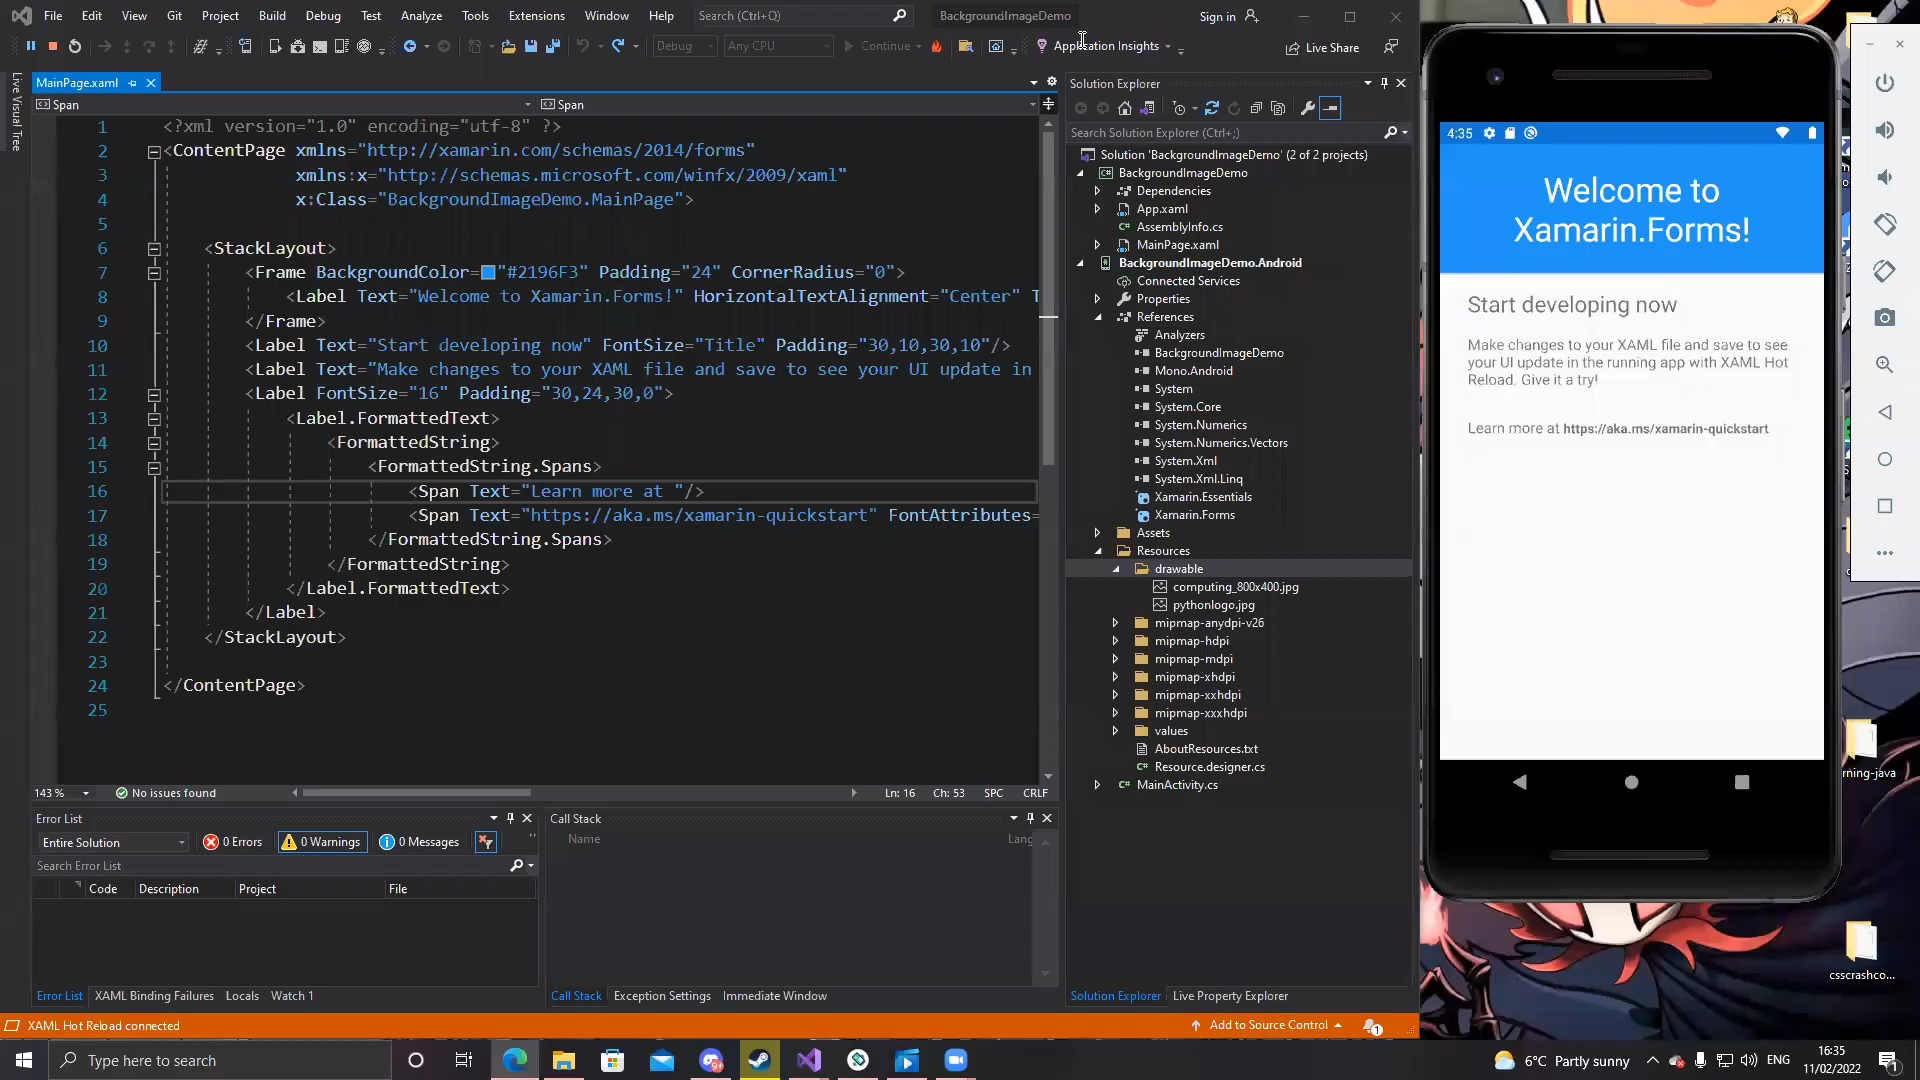 File Edit View Git Project Build Debug Test Analyze Tools Extensions Window Help Search (Ctrl+Q) BackgroundImageDemo Sign in
Debug Any CPU Continue Application Insights Live Share
Live Visual Tree
MainPage.xaml
Span Span
1 <?xml version="1.0" encoding="utf-8" ?>
2 <ContentPage xmlns="http://xamarin.com/schemas/2014/forms"
3 xmlns:x="http://schemas.microsoft.com/winfx/2009/xaml"
4 x:Class="BackgroundImageDemo.MainPage">
5
6 <StackLayout>
7 <Frame BackgroundColor="#2196F3" Padding="24" CornerRadius="0">
8 <Label Text="Welcome to Xamarin.Forms!" HorizontalTextAlignment="Center" T
9 </Frame>
10 <Label Text="Start developing now" FontSize="Title" Padding="30,10,30,10"/>
11 <Label Text="Make changes to your XAML file and save to see your UI update in
12 <Label FontSize="16" Padding="30,24,30,0">
13 <Label.FormattedText>
14 <FormattedString>
15 <FormattedString.Spans>
16 <Span Text="Learn more at "/>
17 <Span Text="https://aka.ms/xamarin-quickstart" FontAttributes=
18 </FormattedString.Spans>
19 </FormattedString>
20 </Label.FormattedText>
21 </Label>
22 </StackLayout>
23
24 </ContentPage>
25
143 % No issues found Ln: 16 Ch: 53 SPC CRLF
Error List
Entire Solution 0 Errors 0 Warnings 0 Messages
Search Error List
Code Description Project File
Error List XAML Binding Failures Locals Watch 1
Call Stack
Name Lang
Call Stack Exception Settings Immediate Window
Solution Explorer
Search Solution Explorer (Ctrl+;)
Solution 'BackgroundImageDemo' (2 of 2 projects)
BackgroundImageDemo
Dependencies
App.xaml
AssemblyInfo.cs
MainPage.xaml
BackgroundImageDemo.Android
Connected Services
Properties
References
Analyzers
BackgroundImageDemo
Mono.Android
System
System.Core
System.Numerics
System.Numerics.Vectors
System.Xml
System.Xml.Linq
Xamarin.Essentials
Xamarin.Forms
Assets
Resources
drawable
computing_800x400.jpg
pythonlogo.jpg
mipmap-anydpi-v26
mipmap-hdpi
mipmap-mdpi
mipmap-xhdpi
mipmap-xxhdpi
mipmap-xxxhdpi
values
AboutResources.txt
Resource.designer.cs
MainActivity.cs
Solution Explorer Live Property Explorer
4:35
Welcome to
Xamarin.Forms!
Start developing now
Make changes to your XAML file and save to see
your UI update in the running app with XAML Hot
Reload. Give it a try!
Learn more at https://aka.ms/xamarin-quickstart
rning-java
csscrashco...
XAML Hot Reload connected Add to Source Control 1
Type here to search 6°C Partly sunny ENG 16:35
11/02/2022